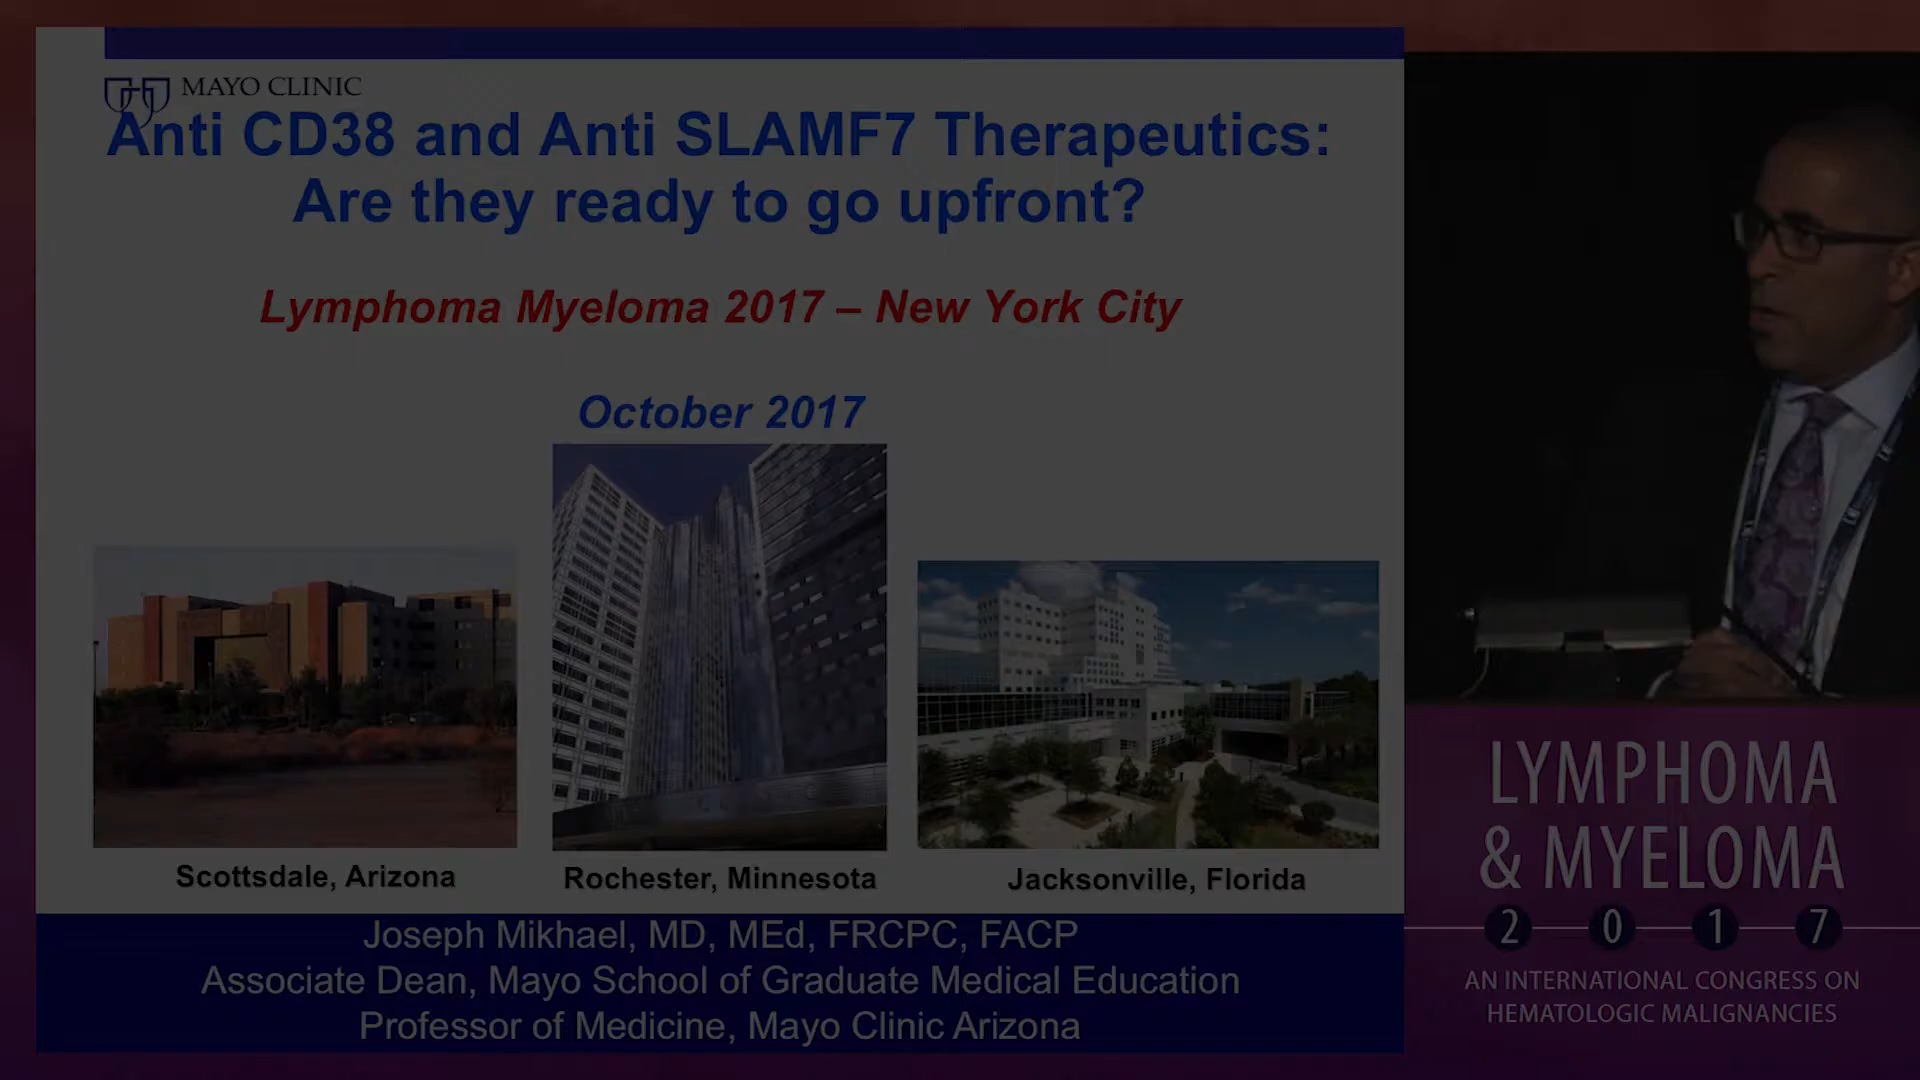 MAYO CLINIC
Anti CD38 and Anti SLAMF7 Therapeutics:
Are they ready to go upfront?
Lymphoma Myeloma 2017 – New York City
October 2017
Scottsdale, Arizona
Rochester, Minnesota
Jacksonville, Florida
Joseph Mikhael, MD, MEd, FRCPC, FACP
Associate Dean, Mayo School of Graduate Medical Education
Professor of Medicine, Mayo Clinic Arizona
LYMPHOMA
& MYELOMA
2017
AN INTERNATIONAL CONGRESS ON
HEMATOLOGIC MALIGNANCIES